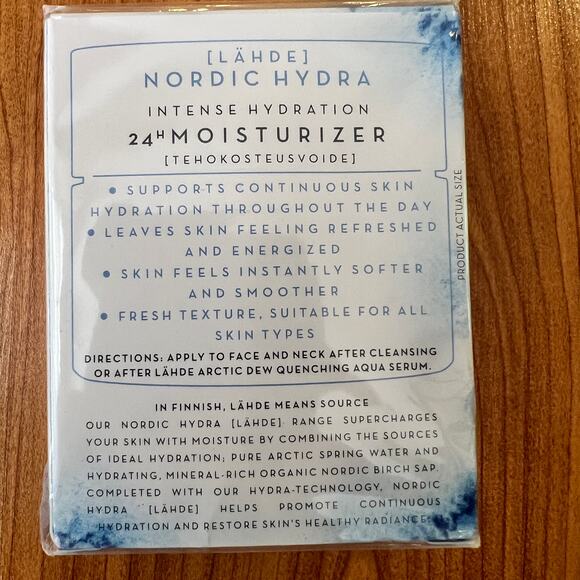 [LÄHDE]
NORDIC HYDRA
INTENSE HYDRATION
24H MOISTURIZER
[TEHOKOSTEUSVOIDE]
• SUPPORTS CONTINUOUS SKIN
HYDRATION THROUGHOUT THE DAY
• LEAVES SKIN FEELING REFRESHED
AND ENERGIZED
• SKIN FEELS INSTANTLY SOFTER
AND SMOOTHER
• FRESH TEXTURE, SUITABLE FOR ALL
SKIN TYPES
DIRECTIONS: APPLY TO FACE AND NECK AFTER CLEANSING
OR AFTER LÄHDE ARCTIC DEW QUENCHING AQUA SERUM.
IN FINNISH, LÄHDE MEANS SOURCE
OUR NORDIC HYDRA [LÄHDE] RANGE SUPERCHARGES
YOUR SKIN WITH MOISTURE BY COMBINING THE SOURCES
OF IDEAL HYDRATION; PURE ARCTIC SPRING WATER AND
HYDRATING, MINERAL-RICH ORGANIC NORDIC BIRCH SAP.
COMPLETED WITH OUR HYDRA-TECHNOLOGY, NORDIC
HYDRA [LÄHDE] HELPS PROMOTE CONTINUOUS
HYDRATION AND RESTORE SKIN'S HEALTHY RADIANCE.
PRODUCT ACTUAL SIZE